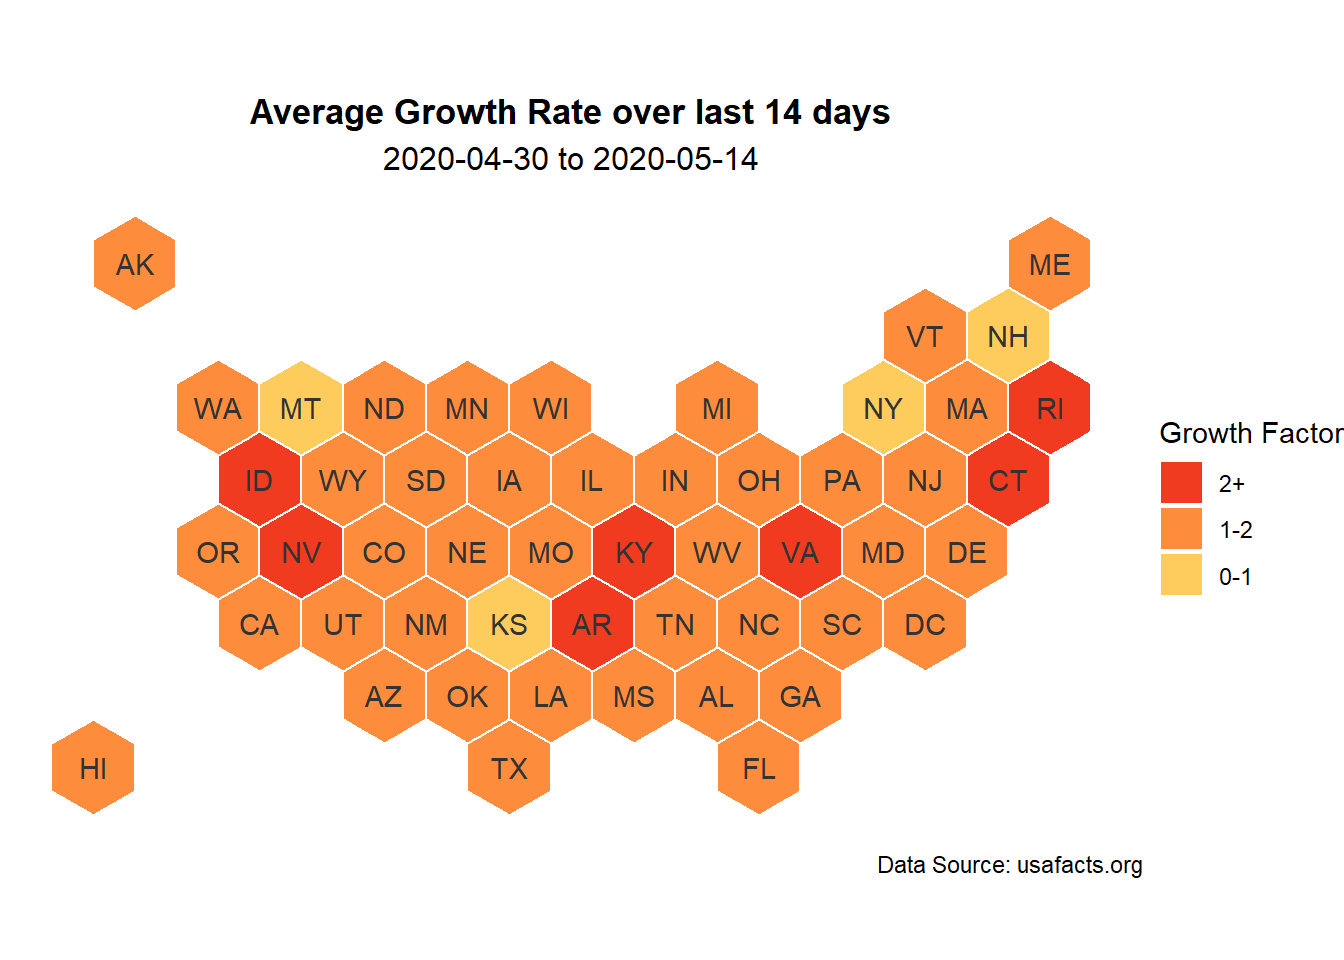 Average Growth Rate over last 14 days
2020-04-30 to 2020-05-14
AK ME
VT NH
WA MT ND MN WI MI NY MA RI
ID WY SD IA IL IN OH PA NJ CT
OR NV CO NE MO KY WV VA MD DE
CA UT NM KS AR TN NC SC DC
AZ OK LA MS AL GA
HI TX FL
Growth Factor
2+
1-2
0-1
Data Source: usafacts.org